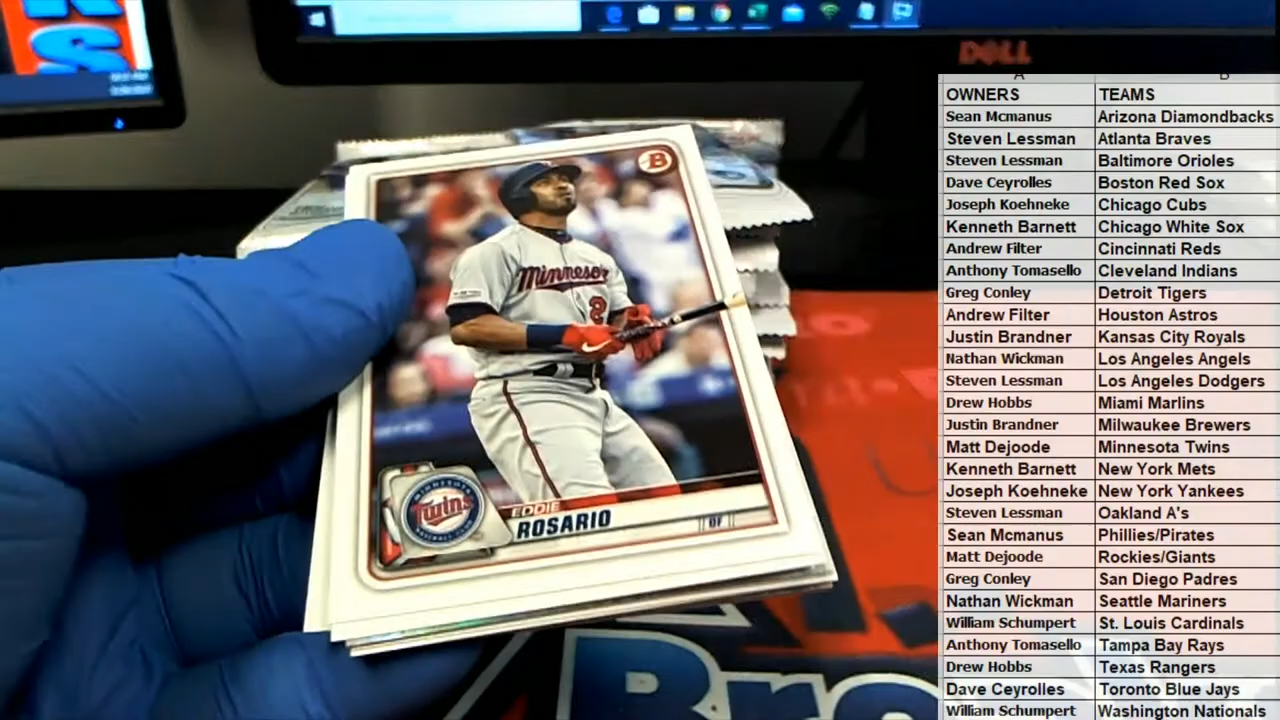 DELL
A B
OWNERS TEAMS
Sean Mcmanus Arizona Diamondbacks
Steven Lessman Atlanta Braves
Steven Lessman Baltimore Orioles
Dave Ceyrolles Boston Red Sox
Joseph Koehneke Chicago Cubs
Kenneth Barnett Chicago White Sox
Andrew Filter Cincinnati Reds
Anthony Tomasello Cleveland Indians
Greg Conley Detroit Tigers
Andrew Filter Houston Astros
Justin Brandner Kansas City Royals
Nathan Wickman Los Angeles Angels
Steven Lessman Los Angeles Dodgers
Drew Hobbs Miami Marlins
Justin Brandner Milwaukee Brewers
Matt Dejoode Minnesota Twins
Kenneth Barnett New York Mets
Joseph Koehneke New York Yankees
Steven Lessman Oakland A's
Sean Mcmanus Phillies/Pirates
Matt Dejoode Rockies/Giants
Greg Conley San Diego Padres
Nathan Wickman Seattle Mariners
William Schumpert St. Louis Cardinals
Anthony Tomasello Tampa Bay Rays
Drew Hobbs Texas Rangers
Dave Ceyrolles Toronto Blue Jays
William Schumpert Washington Nationals
B
Minnesota
2
MINNESOTA
Twins
BASEBALL CLUB
EDDIE
ROSARIO
OF
Bro